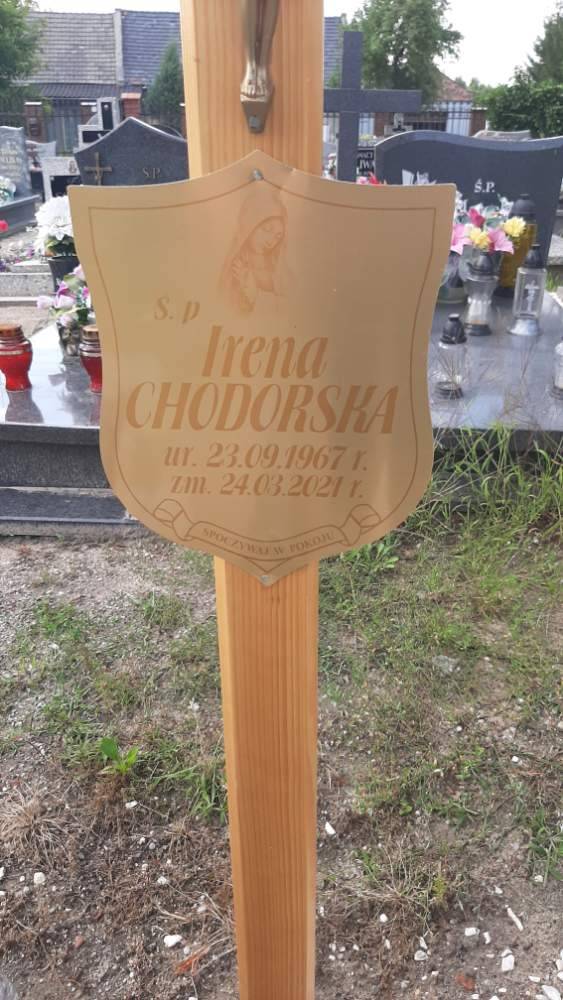 Ś.P.
Ś.P.
s. p
Irena
CHODORSKA
ur. 23.09.1967 r.
zm. 24.03.2021 r.
SPOCZYWAJ W POKOJU